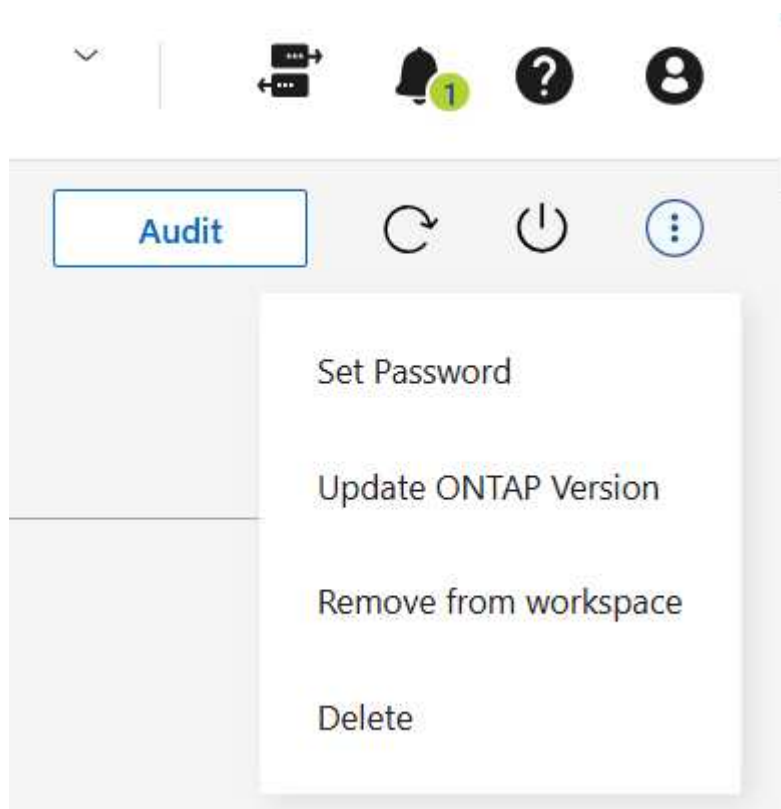 1
Audit
Set Password
Update ONTAP Version
Remove from workspace
Delete